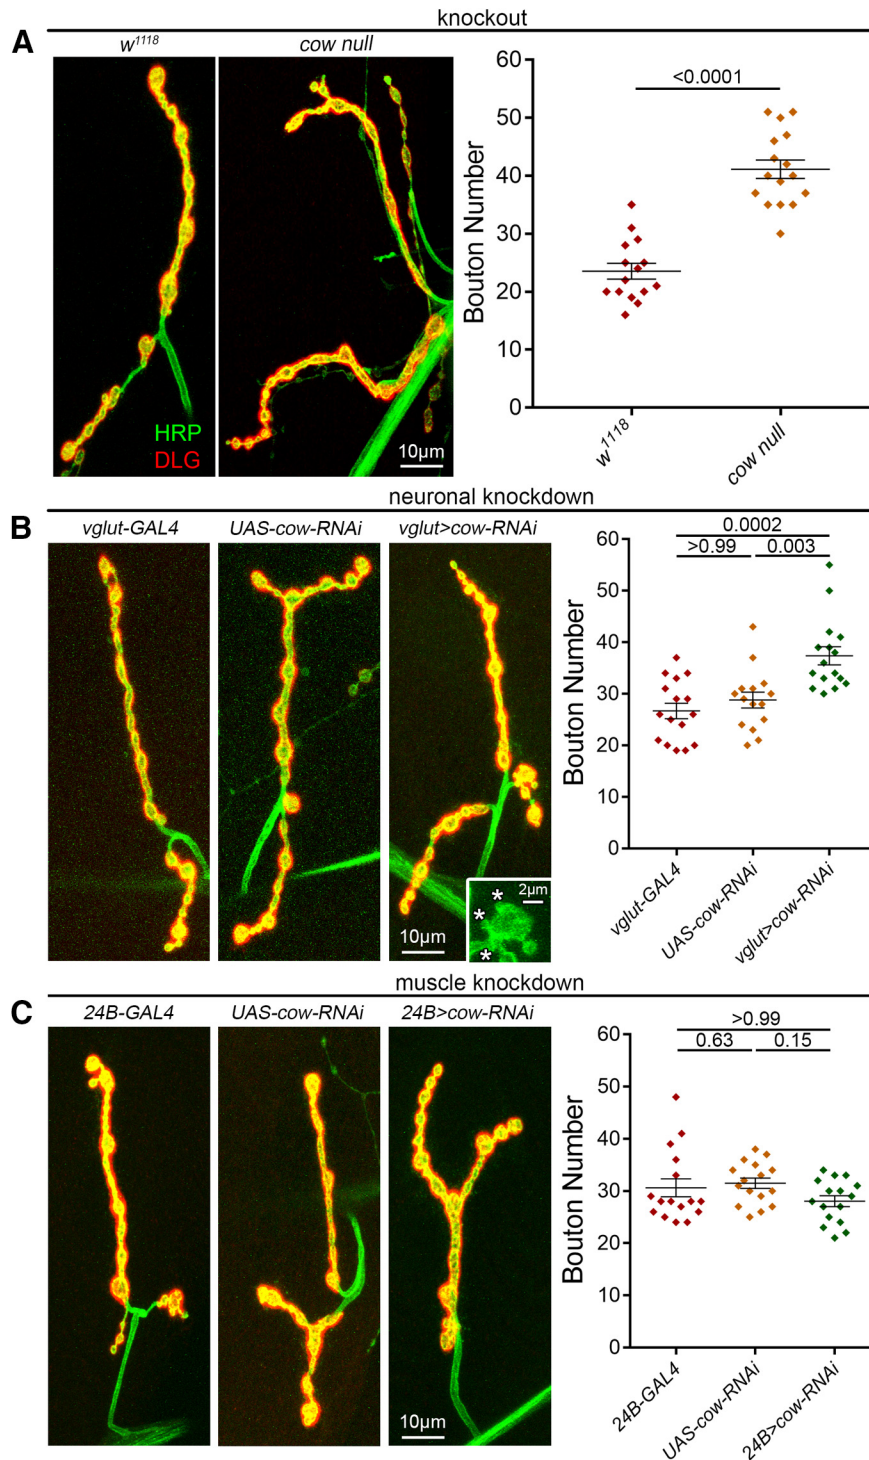 knockout
A
w1118
cow null
HRP
DLG
10μm
Bouton Number
60
50
40
30
20
10
0
<0.0001
w1118
cow null
neuronal knockdown
B
vglut-GAL4
UAS-cow-RNAi
vglut>cow-RNAi
10μm
2μm
* * *
Bouton Number
60
50
40
30
20
10
0
0.0002
>0.99
0.003
vglut-GAL4
UAS-cow-RNAi
vglut>cow-RNAi
muscle knockdown
C
24B-GAL4
UAS-cow-RNAi
24B>cow-RNAi
10μm
Bouton Number
60
50
40
30
20
10
0
>0.99
0.63
0.15
24B-GAL4
UAS-cow-RNAi
24B>cow-RNAi